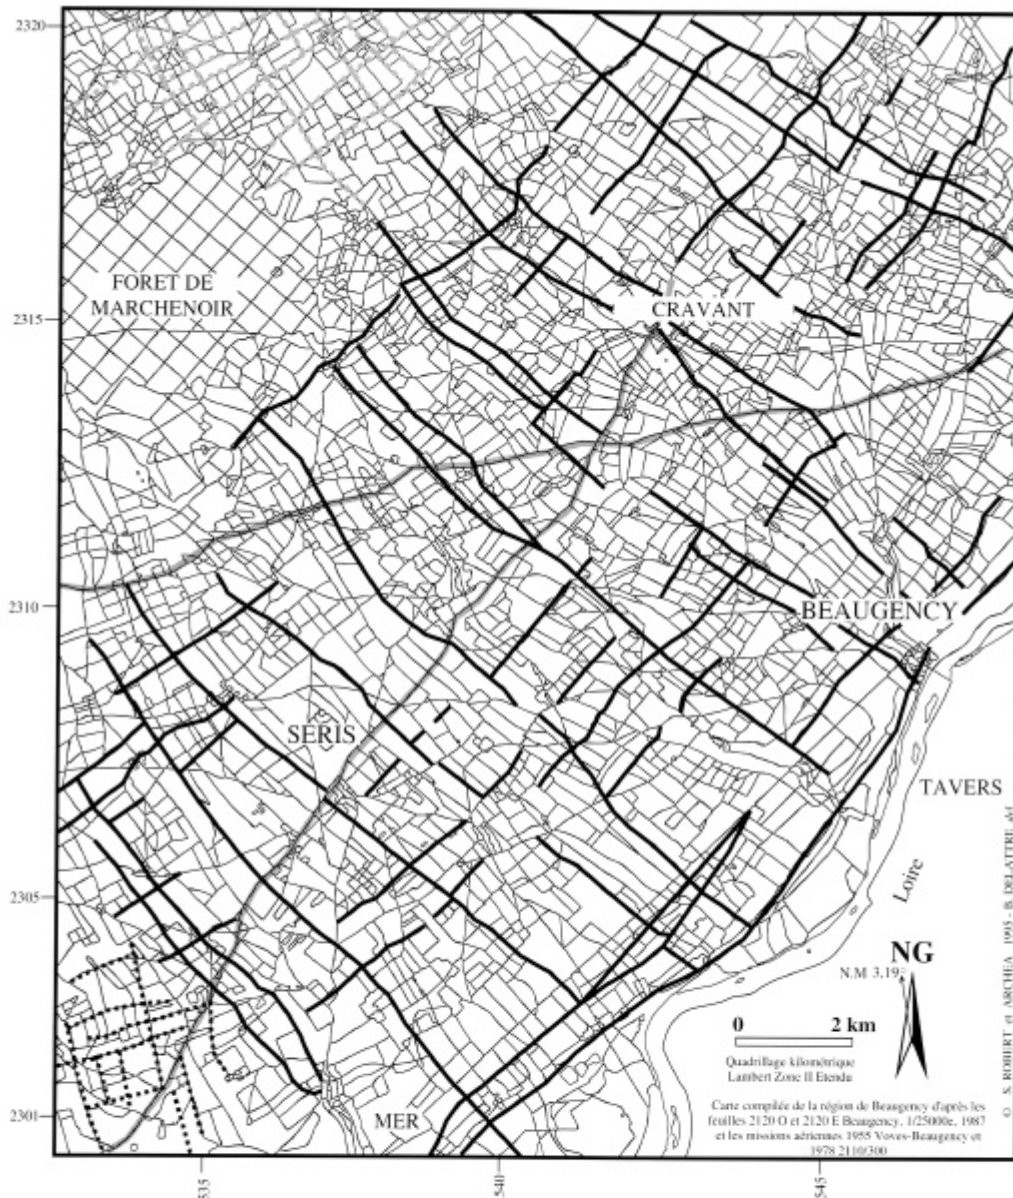 2320
FORET DE
MARCHENOIR
2315
CRAVANT
2310
BEAUGENCY
SERIS
TAVERS
2305
Loire
NG
N.M 3,19°
0 2 km
Quadrillage kilométrique
Lambert Zone II Etendu
2301
MER
Carte compilée de la région de Beaugency d'après les
feuilles 2120 O et 2120 E Beaugency, 1/25000e, 1987
et les missions aériennes 1955 Voves-Beaugency et
1978 2110/300
© S. ROBERT et ARCHEA 1995 - B. DELATTRE del
535
540
545